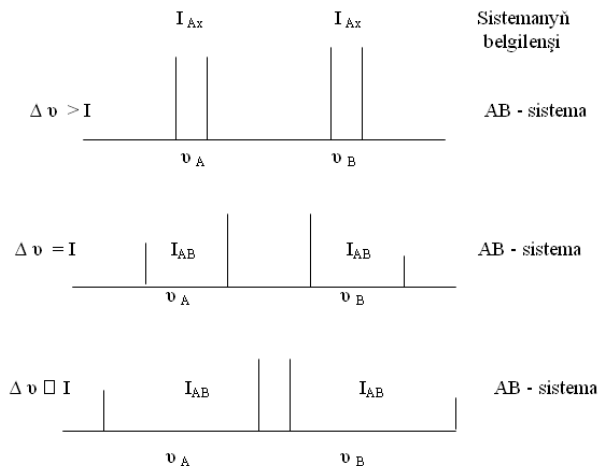 I Ax I Ax Sistemanyň
belgilenşi
Δ υ > I AB - sistema
υ A υ B
Δ υ = I I AB I AB AB - sistema
υ A υ B
Δ υ □ I I AB I AB AB - sistema
υ A υ B